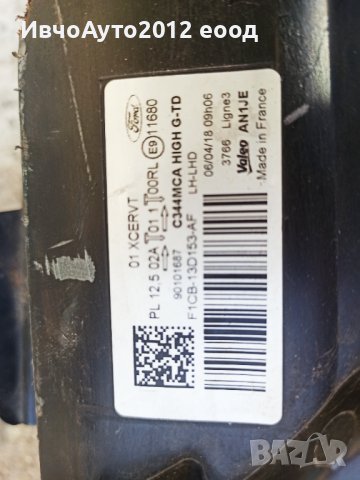 ИвчоАуто2012 еоод
Ford
E9 11680
01 XCERVT
PL 12,5 02A 01 1 00RL
C344MCA HIGH G-TD
90101687
LH-LHD
F1CB-13D153-AF
06/04/18 09h06
3766 Ligne3
Valeo AN1JE
Made in France
BAZAR